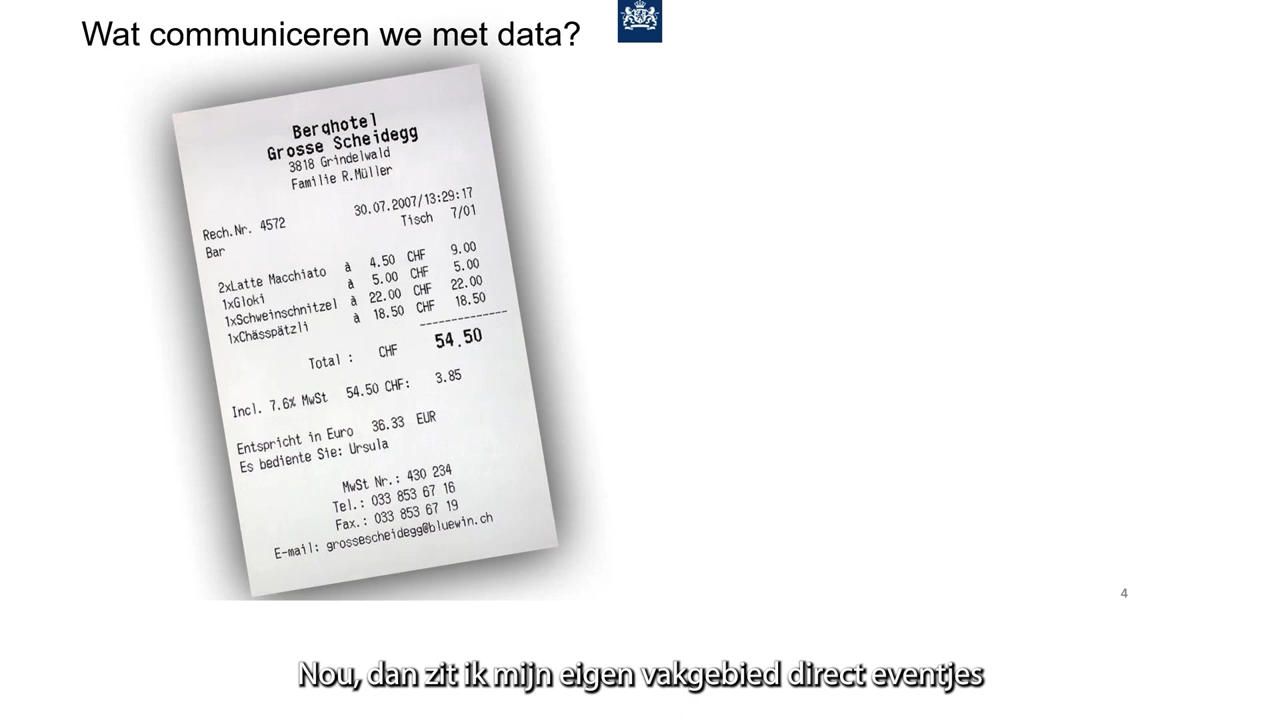 Wat communiceren we met data?
Berghotel
Grosse Scheidegg
3818 Grindelwald
Familie R.Müller
30.07.2007/13:29:17
Rech.Nr. 4572
Tisch 7/01
Bar
2xLatte Macchiato à 4.50 CHF 9.00
1xGloki à 5.00 CHF 5.00
1xSchweinschnitzel à 22.00 CHF 22.00
1xChässpätzli à 18.50 CHF 18.50
Total : CHF 54.50
Incl. 7.6% MwSt 54.50 CHF: 3.85
Entspricht in Euro 36.33 EUR
Es bediente Sie: Ursula
MwSt Nr.: 430 234
Tel.: 033 853 67 16
Fax.: 033 853 67 19
E-mail: grossescheidegg@bluewin.ch
4
Nou, dan zit ik mijn eigen vakgebied direct eventjes